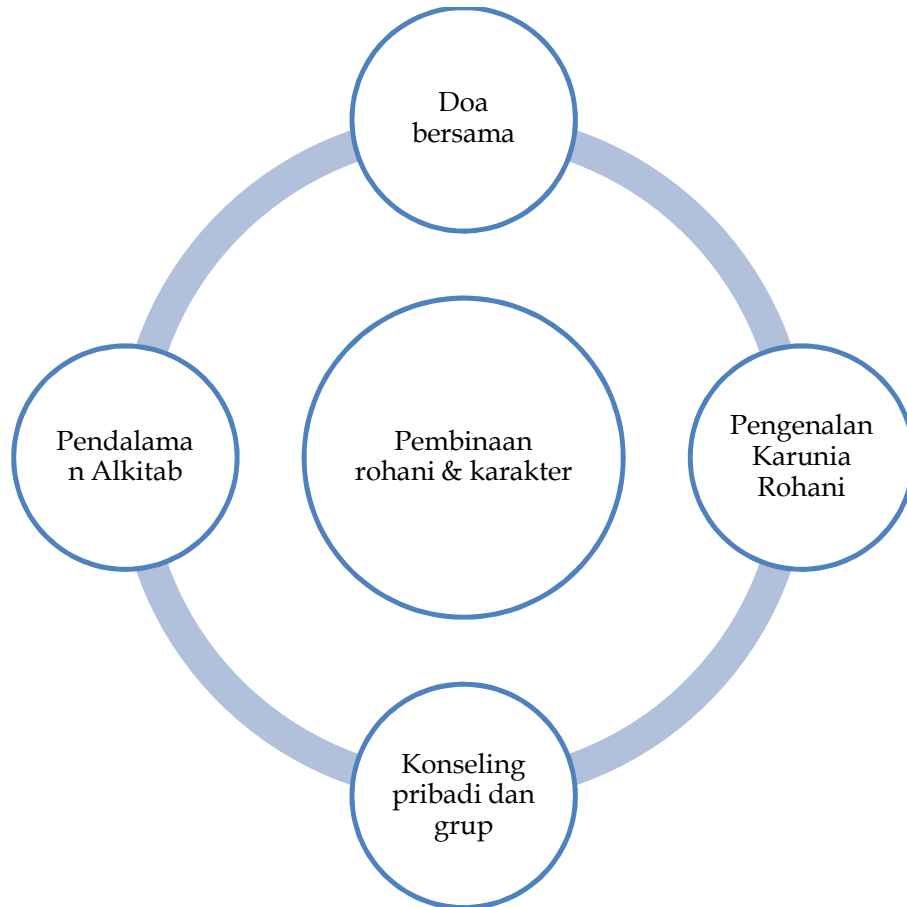 Doa
bersama
Pendalama
n Alkitab
Pembinaan
rohani & karakter
Pengenalan
Karunia
Rohani
Konseling
pribadi dan
grup